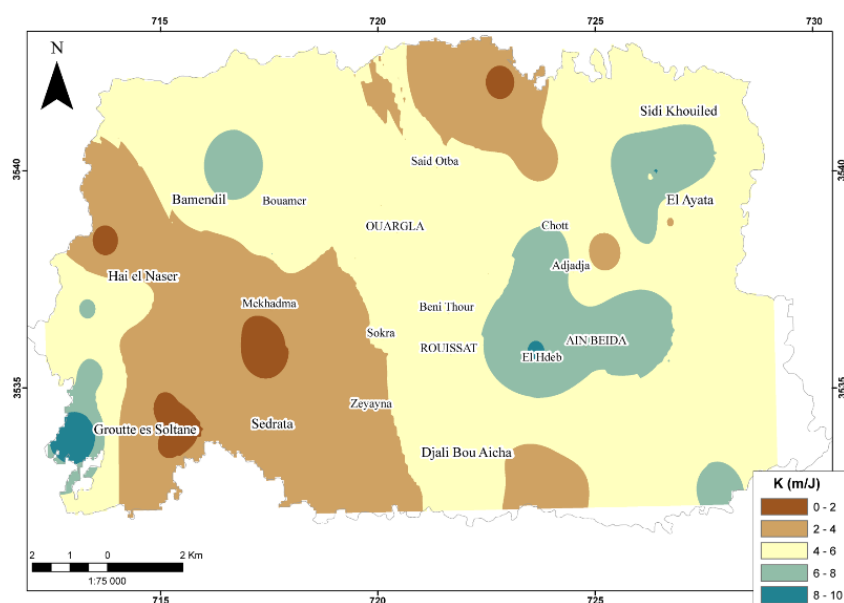 715 720 725 730
N
Sidi Khouiled
3540 3540
Said Otba
Bamendil Bouamer El Ayata
OUARGLA Chott
Adjadja
Hai el Naser
Mekhadma Beni Thour
Sokra
ROUISSAT El Hdeb AIN BEIDA
3535 3535
Zeyayna
Groutte es Soltane Sedrata
Djali Bou Aicha
K (m/J)
0 - 2
2 - 4
4 - 6
6 - 8
8 - 10
2 1 0 2 Km
1:75 000
715 720 725